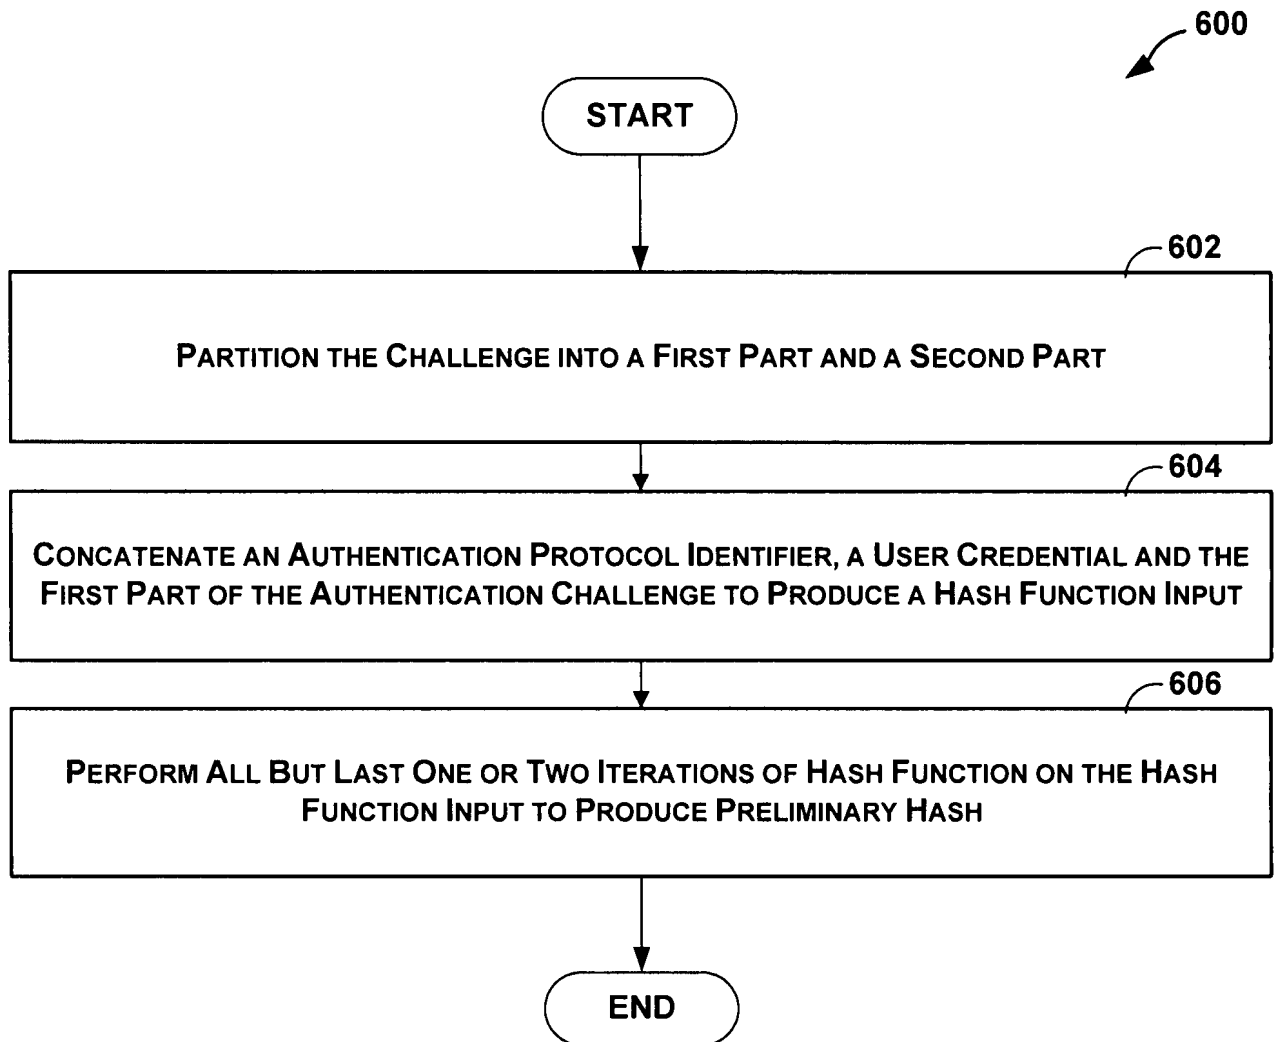 600
START
602
PARTITION THE CHALLENGE INTO A FIRST PART AND A SECOND PART
604
CONCATENATE AN AUTHENTICATION PROTOCOL IDENTIFIER, A USER CREDENTIAL AND THE
FIRST PART OF THE AUTHENTICATION CHALLENGE TO PRODUCE A HASH FUNCTION INPUT
606
PERFORM ALL BUT LAST ONE OR TWO ITERATIONS OF HASH FUNCTION ON THE HASH
FUNCTION INPUT TO PRODUCE PRELIMINARY HASH
END